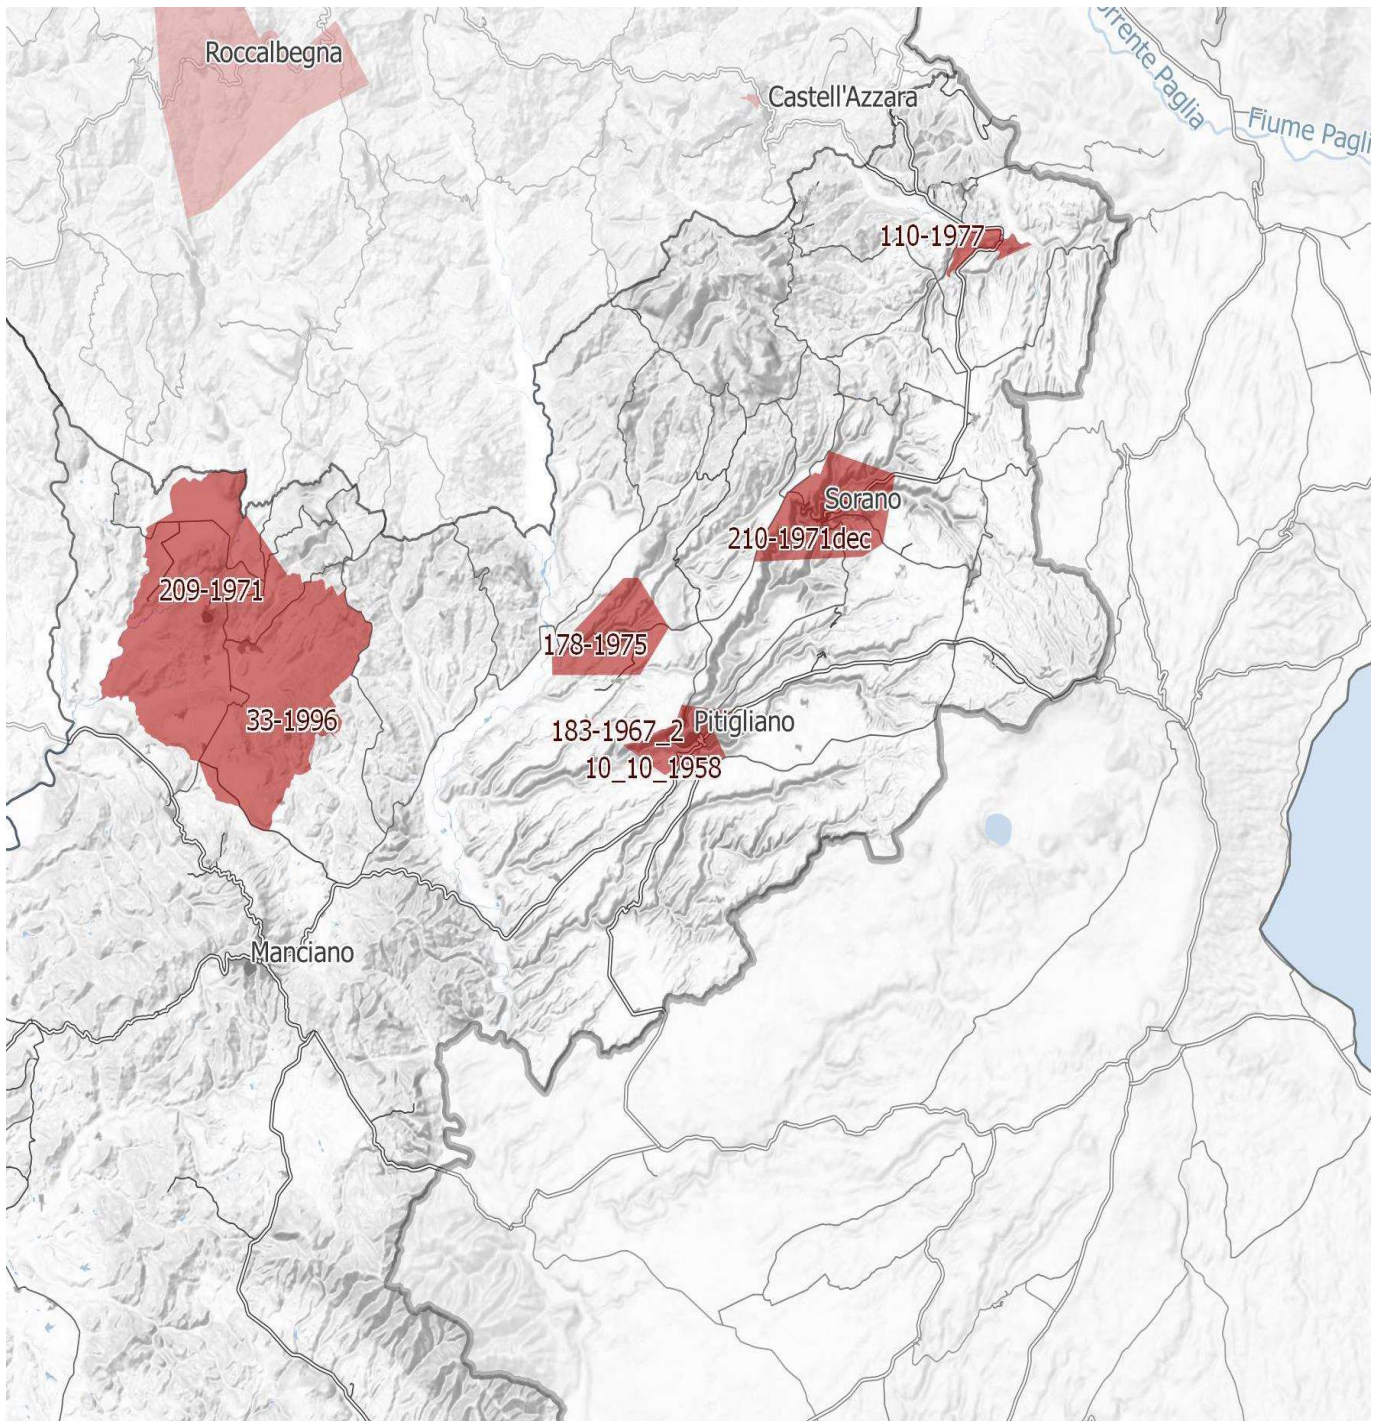 Roccalbegna
Castell'Azzara
orrente Paglia
Fiume Pagli
110-1977
Sorano
210-1971dec
209-1971
178-1975
33-1996
183-1967_2
Pitigliano
10_10_1958
Manciano